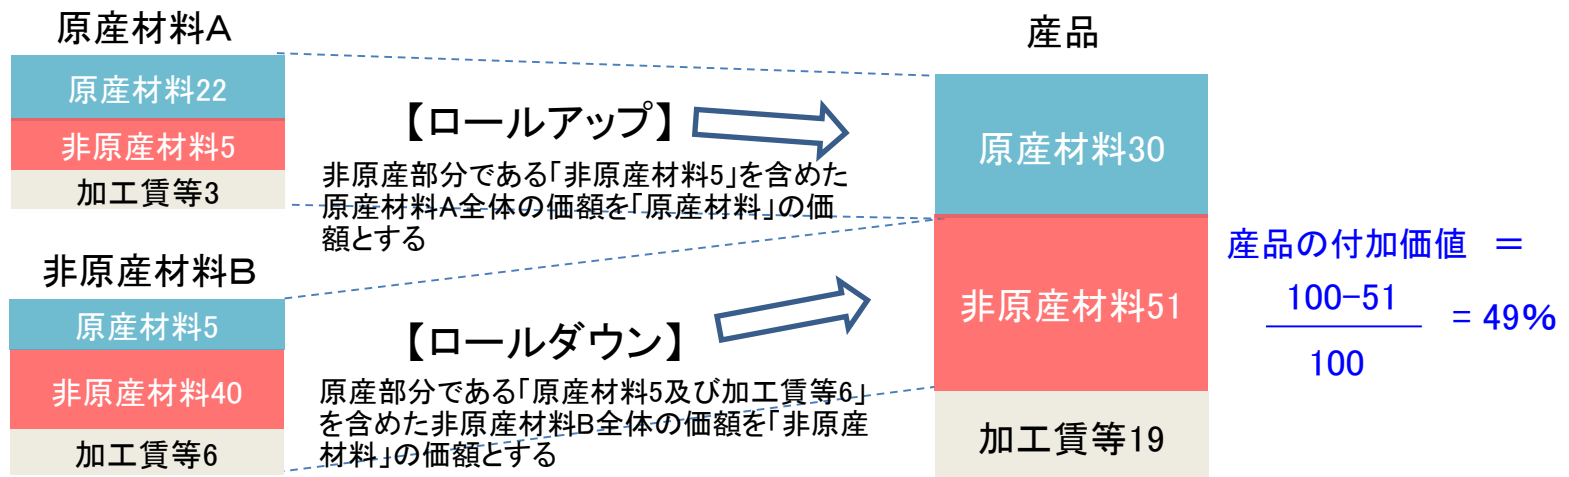 原産材料A
原産材料22
非原産材料5
加工賃等3
非原産材料B
原産材料5
非原産材料40
加工賃等6
【ロールアップ】
非原産部分である「非原産材料5」を含めた
原産材料A全体の価額を「原産材料」の価
額とする
【ロールダウン】
原産部分である「原産材料5及び加工賃等6」
を含めた非原産材料B全体の価額を「非原産
材料」の価額とする
産品
原産材料30
非原産材料51
加工賃等19
産品の付加価値 =
100-51
100
= 49%